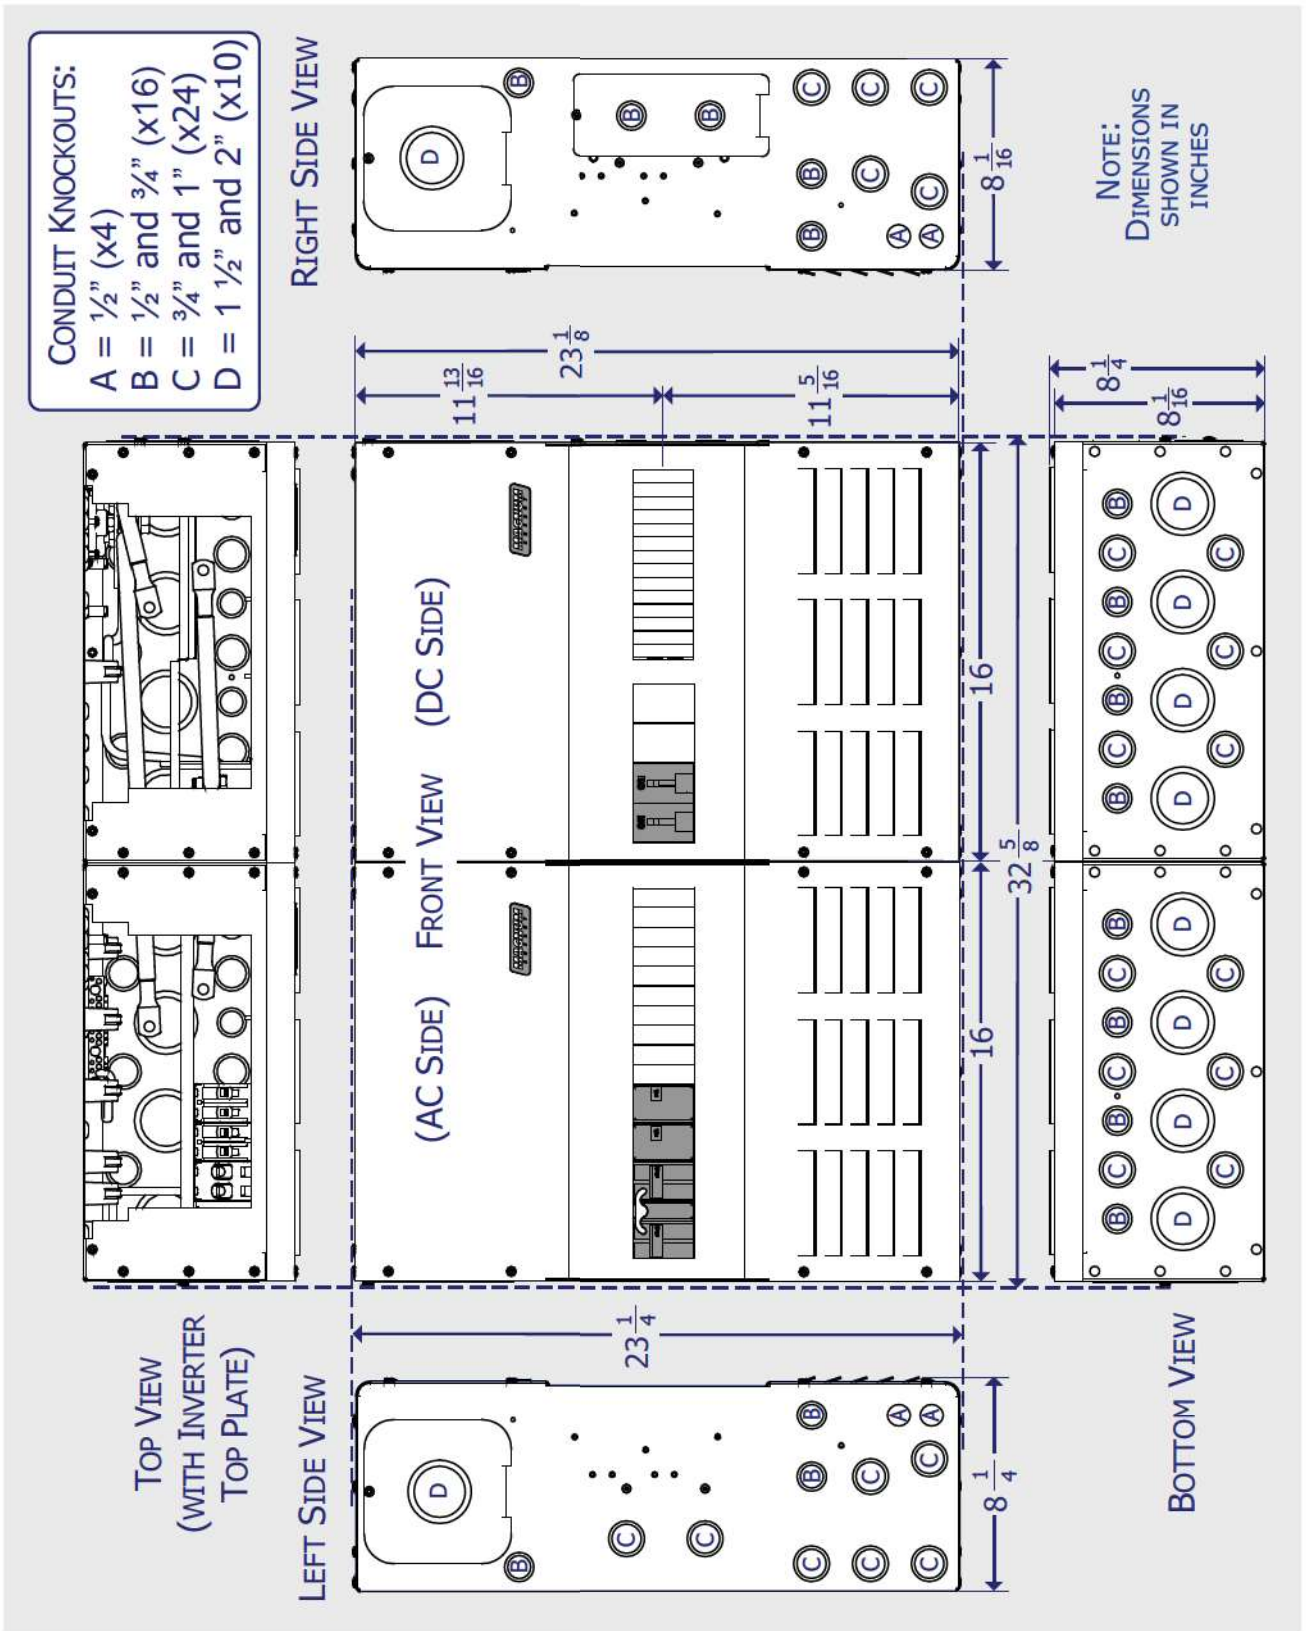 CONDUIT KNOCKOUTS:
A = ½" (x4)
B = ½" and ¾" (x16)
C = ¾" and 1" (x24)
D = 1 ½" and 2" (x10)
TOP VIEW
(WITH INVERTER
TOP PLATE)
LEFT SIDE VIEW
D
B
C
C
C B B
C C
A
C C A
8 1/4
23 1/4
(AC SIDE) FRONT VIEW (DC SIDE)
16
16
32 5/8
11 13/16
23 1/8
11 5/16
RIGHT SIDE VIEW
D
B
B
B
B B C
C C
A
A C C
8 1/16
BOTTOM VIEW
B C B C B C B B C B C B C B
D D D D D D D D
C C C C C C
8 1/4
8 1/16
NOTE:
DIMENSIONS
SHOWN IN
INCHES